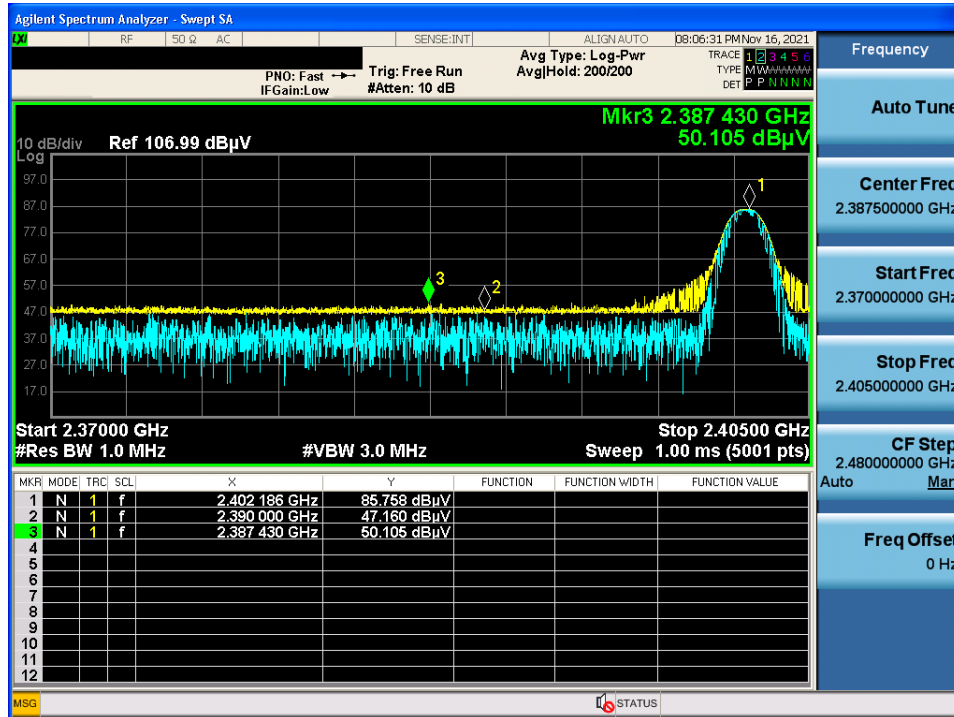 Agilent Spectrum Analyzer - Swept SA
LXI RF 50 Ω AC SENSE:INT ALIGN AUTO 08:06:31 PM Nov 16, 2021
Avg Type: Log-Pwr TRACE 1 2 3 4 5 6
PNO: Fast Trig: Free Run Avg|Hold: 200/200 TYPE M W W W W W
IFGain:Low #Atten: 10 dB DET P P N N N N
Mkr3 2.387 430 GHz
50.105 dBµV
10 dB/div Ref 106.99 dBµV
Log
97.0
87.0
77.0
67.0
57.0
47.0
37.0
27.0
17.0
1
2
3
Start 2.37000 GHz Stop 2.40500 GHz
#Res BW 1.0 MHz #VBW 3.0 MHz Sweep 1.00 ms (5001 pts)
MKR MODE TRC SCL X Y FUNCTION FUNCTION WIDTH FUNCTION VALUE
1 N 1 f 2.402 186 GHz 85.758 dBµV
2 N 1 f 2.390 000 GHz 47.160 dBµV
3 N 1 f 2.387 430 GHz 50.105 dBµV
4
5
6
7
8
9
10
11
12
MSG STATUS
Frequency
Auto Tune
Center Freq
2.387500000 GHz
Start Freq
2.370000000 GHz
Stop Freq
2.405000000 GHz
CF Step
2.480000000 GHz
Auto Man
Freq Offset
0 Hz